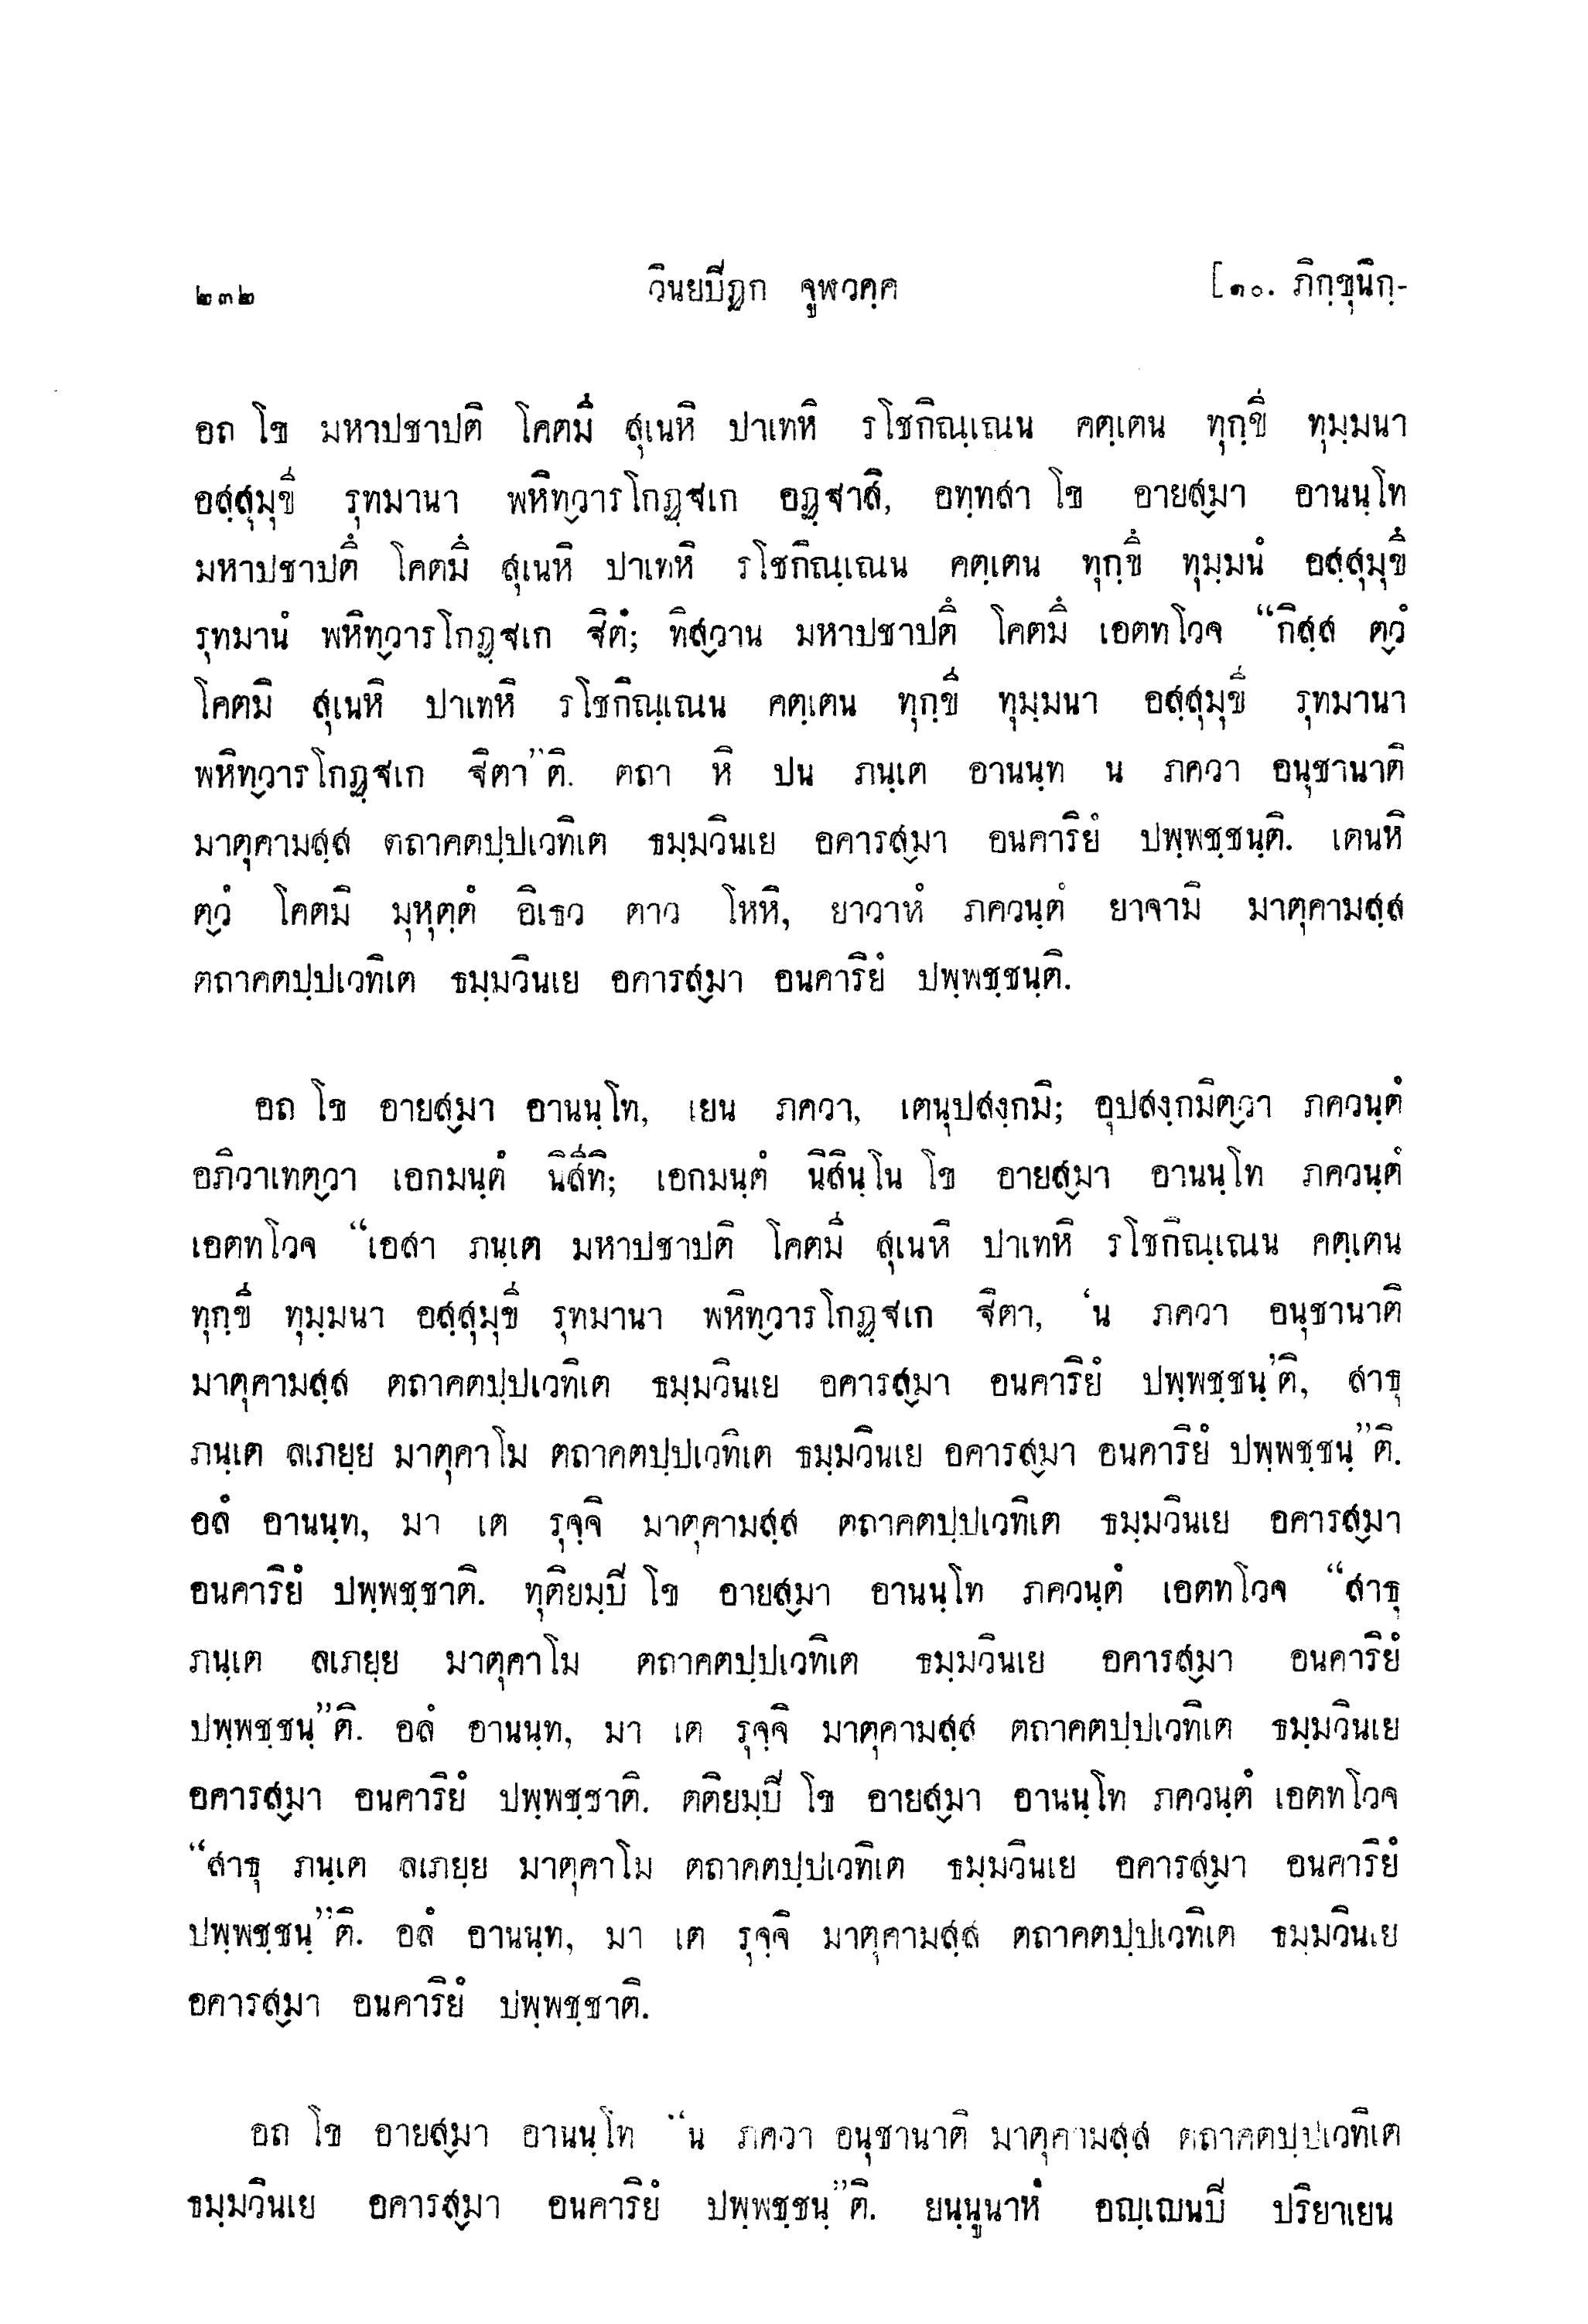 ๒๓๒ วินยปีฏก จูฬวคฺค [๑๐. ภิกฺขุนิกฺ-
อถ โข มหาปชาปติ โคตมี สุเนหิ ปาเทหิ รโชกิณฺเณน คตฺเตน ทุกฺขี ทุมฺมนา
อสฺสุมุขี รุทมานา พหิทฺวารโกฏฺฐเก อฏฺฐาสิ, อทฺทสา โข อายสฺมา อานนฺโท
มหาปชาปตึ โคตมึ สุเนหิ ปาเทหิ รโชกิณฺเณน คตฺเตน ทุกฺขึ ทุมฺมนํ อสฺสุมุขึ
รุทมานํ พหิทฺวารโกฏฺฐเก ฐิตํ; ทิสฺวาน มหาปชาปตึ โคตมึ เอตทโวจ “กิสฺส ตฺวํ
โคตมิ สุเนหิ ปาเทหิ รโชกิณฺเณน คตฺเตน ทุกฺขี ทุมฺมนา อสฺสุมุขี รุทมานา
พหิทฺวารโกฏฺฐเก ฐิตา”ติ. ตถา หิ ปน ภนฺเต อานนฺท น ภควา อนุชานาติ
มาตุคามสฺส ตถาคตปฺปเวทิเต ธมฺมวินเย อคารสฺมา อนคาริยํ ปพฺพชฺชนฺติ. เตนหิ
ตฺวํ โคตมิ มุหุตฺตํ อิเธว ตาว โหหิ, ยาวาหํ ภควนฺตํ ยาจามิ มาตุคามสฺส
ตถาคตปฺปเวทิเต ธมฺมวินเย อคารสฺมา อนคาริยํ ปพฺพชฺชนฺติ.
อถ โข อายสฺมา อานนฺโท, เยน ภควา, เตนุปสงฺกมิ; อุปสงฺกมิตฺวา ภควนฺตํ
อภิวาเทตฺวา เอกมนฺตํ นิสีทิ; เอกมนฺตํ นิสินฺโน โข อายสฺมา อานนฺโท ภควนฺตํ
เอตทโวจ “เอสา ภนฺเต มหาปชาปติ โคตมี สุเนหิ ปาเทหิ รโชกิณฺเณน คตฺเตน
ทุกฺขี ทุมฺมนา อสฺสุมุขี รุทมานา พหิทฺวารโกฏฺฐเก ฐิตา, ‘น ภควา อนุชานาติ
มาตุคามสฺส ตถาคตปฺปเวทิเต ธมฺมวินเย อคารสฺมา อนคาริยํ ปพฺพชฺชนฺ’ติ, สาธุ
ภนฺเต ลเภยฺย มาตุคาโม ตถาคตปฺปเวทิเต ธมฺมวินเย อคารสฺมา อนคาริยํ ปพฺพชฺชนฺ”ติ.
อลํ อานนฺท, มา เต รุจฺจิ มาตุคามสฺส ตถาคตปฺปเวทิเต ธมฺมวินเย อคารสฺมา
อนคาริยํ ปพฺพชฺชาติ. ทุติยมฺปี โข อายสฺมา อานนฺโท ภควนฺตํ เอตทโวจ “สาธุ
ภนฺเต ลเภยฺย มาตุคาโม ตถาคตปฺปเวทิเต ธมฺมวินเย อคารสฺมา อนคาริยํ
ปพฺพชฺชนฺ”ติ. อลํ อานนฺท, มา เต รุจฺจิ มาตุคามสฺส ตถาคตปฺปเวทิเต ธมฺมวินเย
อคารสฺมา อนคาริยํ ปพฺพชฺชาติ. ตติยมฺปี โข อายสฺมา อานนฺโท ภควนฺตํ เอตทโวจ
“สาธุ ภนฺเต ลเภยฺย มาตุคาโม ตถาคตปฺปเวทิเต ธมฺมวินเย อคารสฺมา อนคาริยํ
ปพฺพชฺชนฺ”ติ. อลํ อานนฺท, มา เต รุจฺจิ มาตุคามสฺส ตถาคตปฺปเวทิเต ธมฺมวินเย
อคารสฺมา อนคาริยํ ปพฺพชฺชาติ.
อถ โข อายสฺมา อานนฺโท “น ภควา อนุชานาติ มาตุคามสฺส ตถาคตปฺปเวทิเต
ธมฺมวินเย อคารสฺมา อนคาริยํ ปพฺพชฺชนฺ”ติ. ยนฺนูนาหํ อญฺเญนปี ปริยาเยน